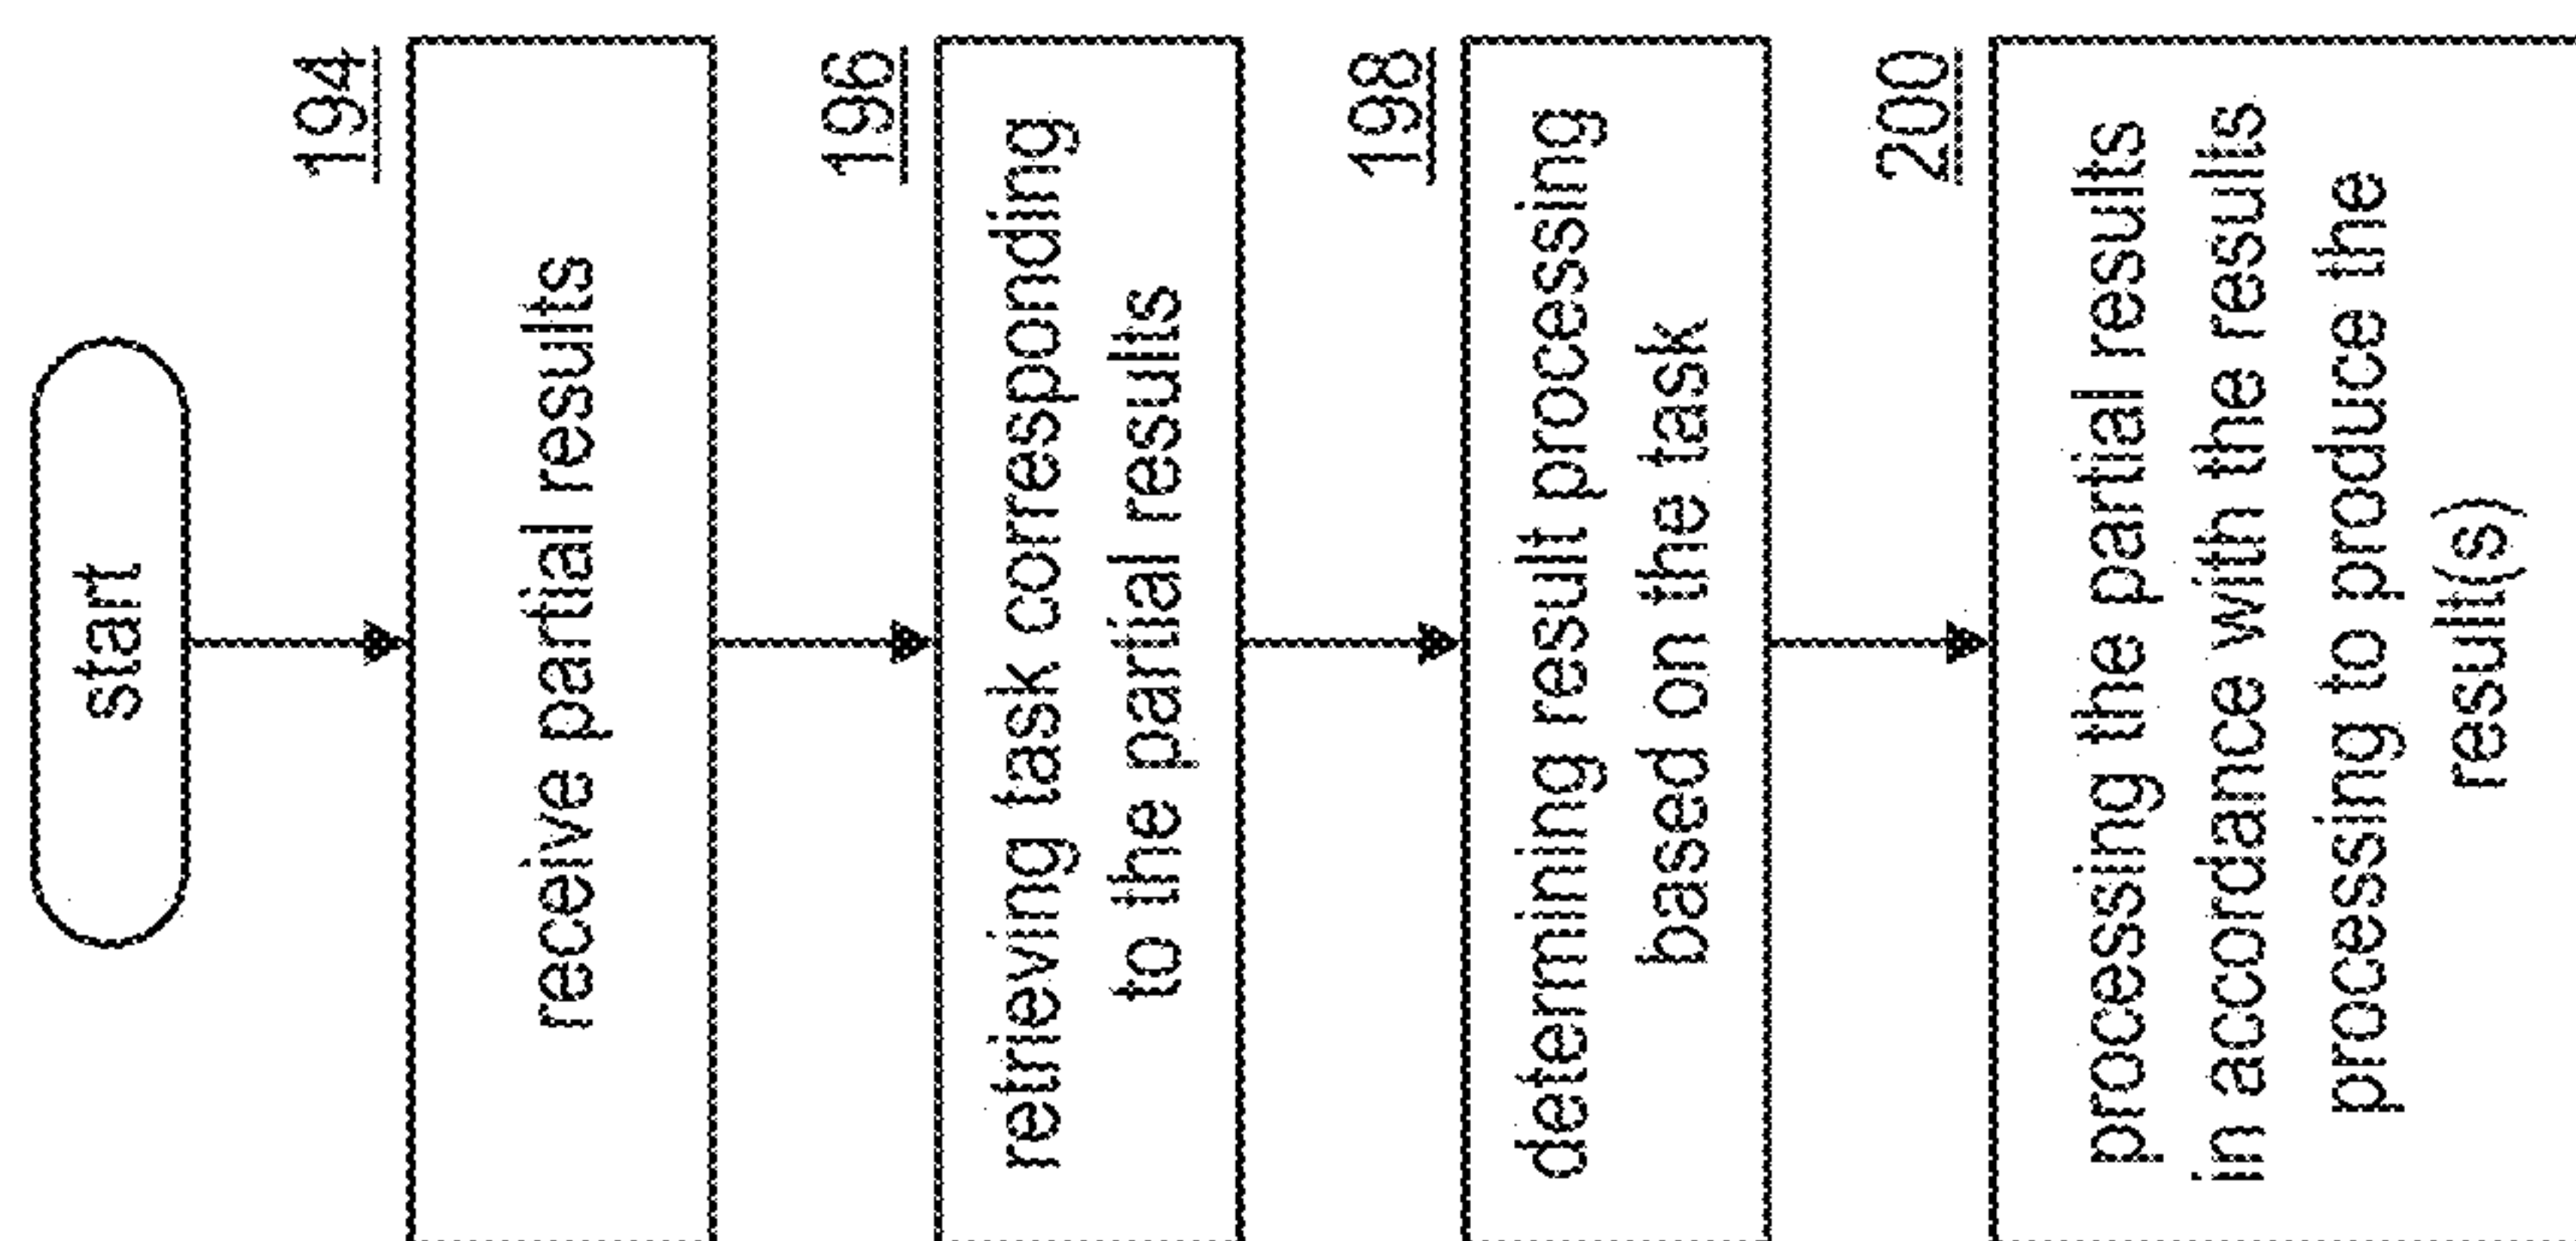 start
194
receive partial results
196
retrieving task corresponding
to the partial results
198
determining result processing
based on the task
200
processing the partial results
in accordance with the results
processing to produce the
result(s)